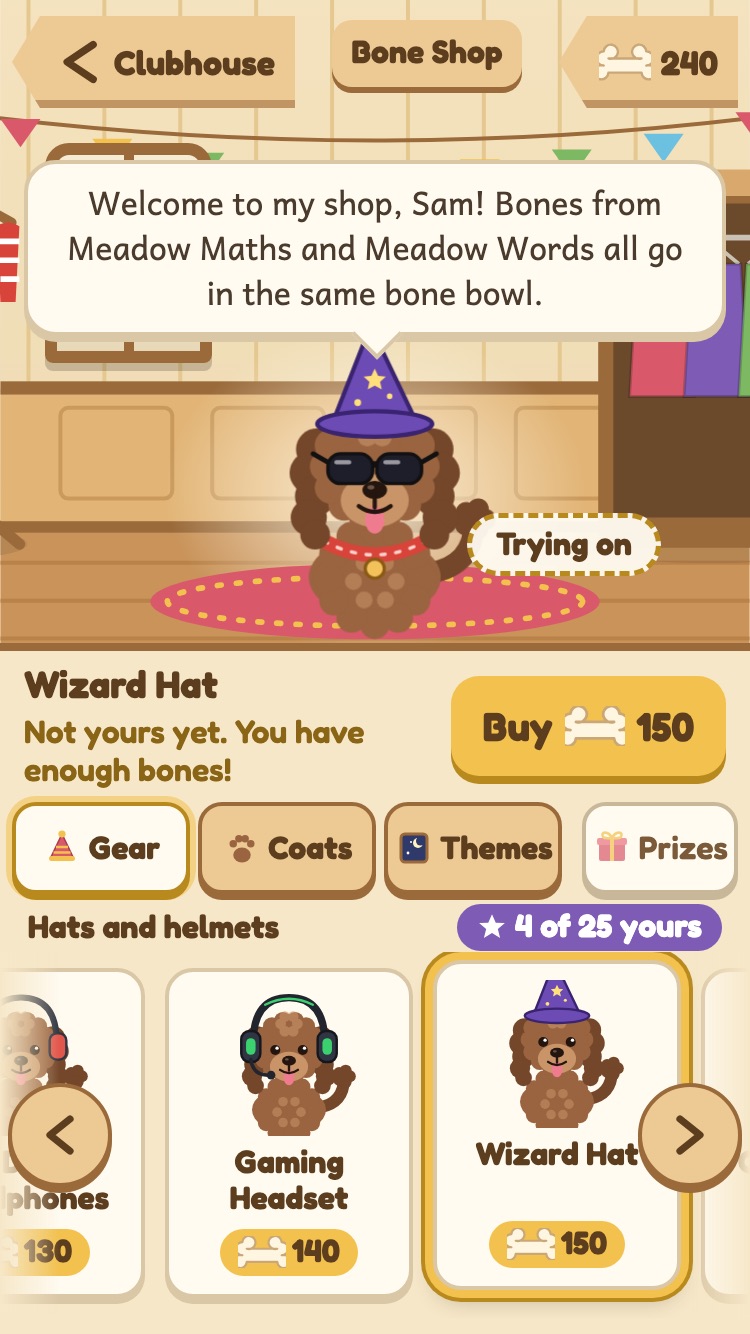 Clubhouse
Bone Shop
240
Welcome to my shop, Sam! Bones from
Meadow Maths and Meadow Words all go
in the same bone bowl.
Trying on
Wizard Hat
Not yours yet. You have
enough bones!
Buy 150
Gear
Coats
Themes
Prizes
Hats and helmets
4 of 25 yours
phones
130
Gaming
Headset
140
Wizard Hat
150